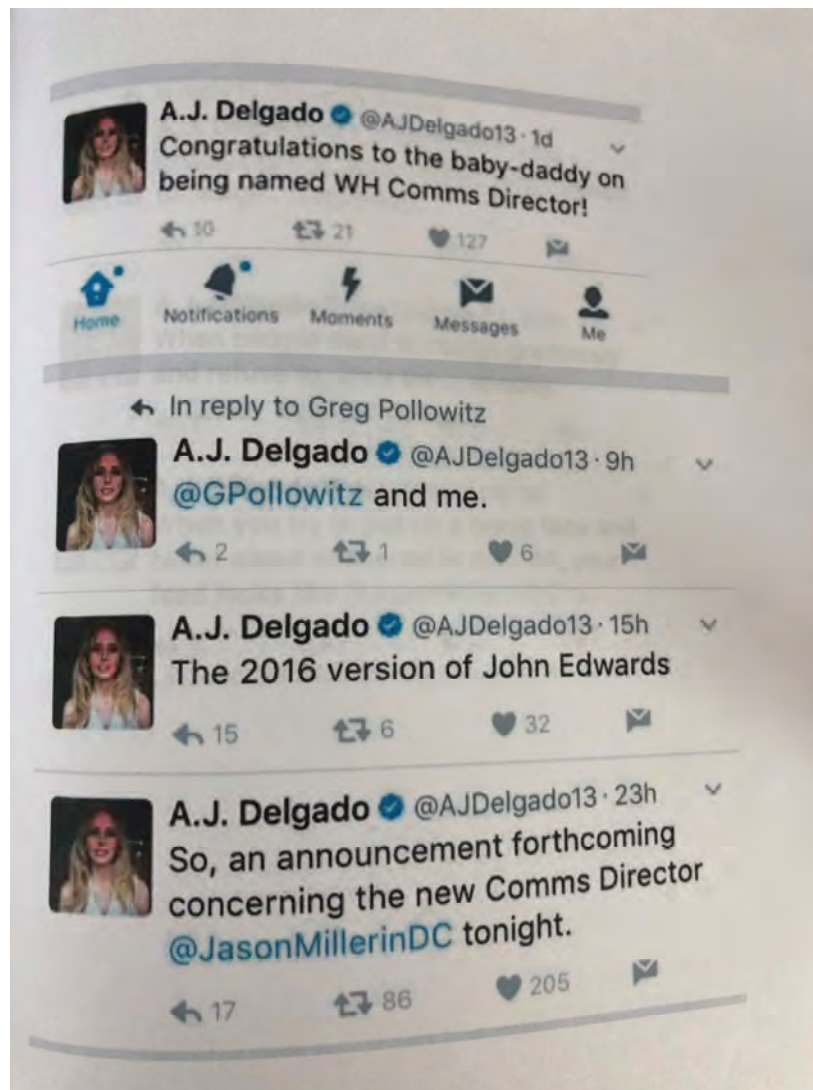 A.J. Delgado @AJDelgado13 · 1d
Congratulations to the baby-daddy on
being named WH Comms Director!
10 21 127
Home Notifications Moments Messages Me
In reply to Greg Pollowitz
A.J. Delgado @AJDelgado13 · 9h
@GPollowitz and me.
2 1 6
A.J. Delgado @AJDelgado13 · 15h
The 2016 version of John Edwards
15 6 32
A.J. Delgado @AJDelgado13 · 23h
So, an announcement forthcoming
concerning the new Comms Director
@JasonMillerinDC tonight.
17 86 205